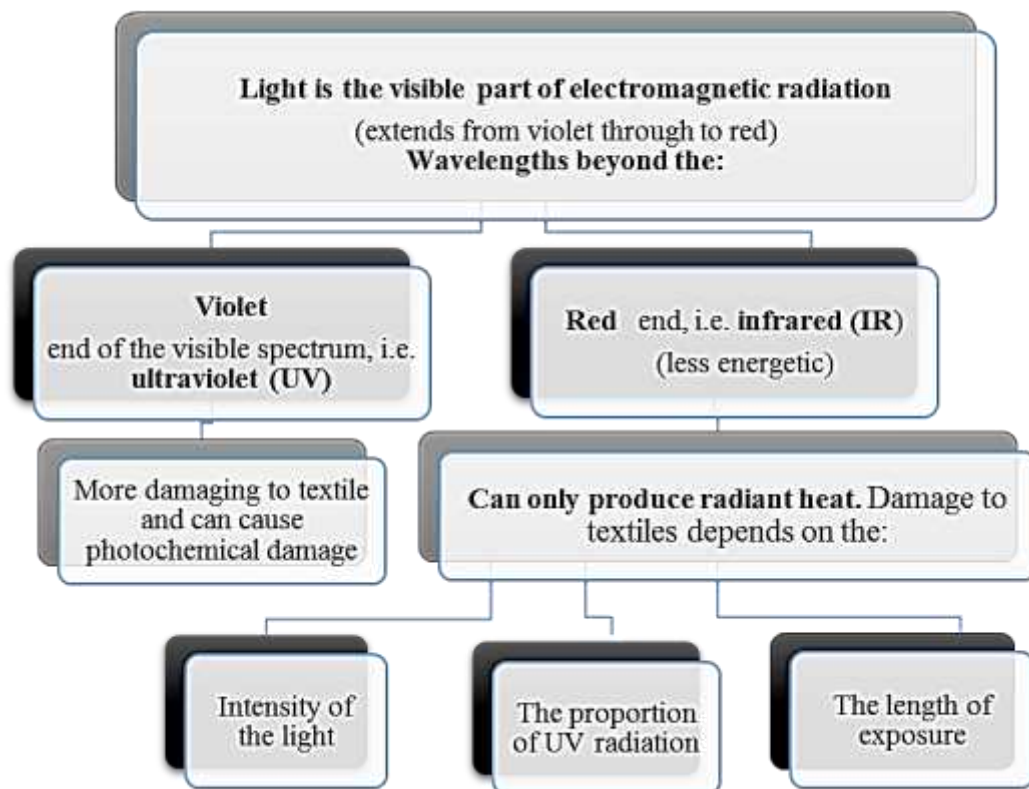 Light is the visible part of electromagnetic radiation
(extends from violet through to red)
Wavelengths beyond the:
Violet
end of the visible spectrum, i.e.
ultraviolet (UV)
Red end, i.e. infrared (IR)
(less energetic)
More damaging to textile
and can cause
photochemical damage
Can only produce radiant heat. Damage to
textiles depends on the:
Intensity of
the light
The proportion
of UV radiation
The length of
exposure